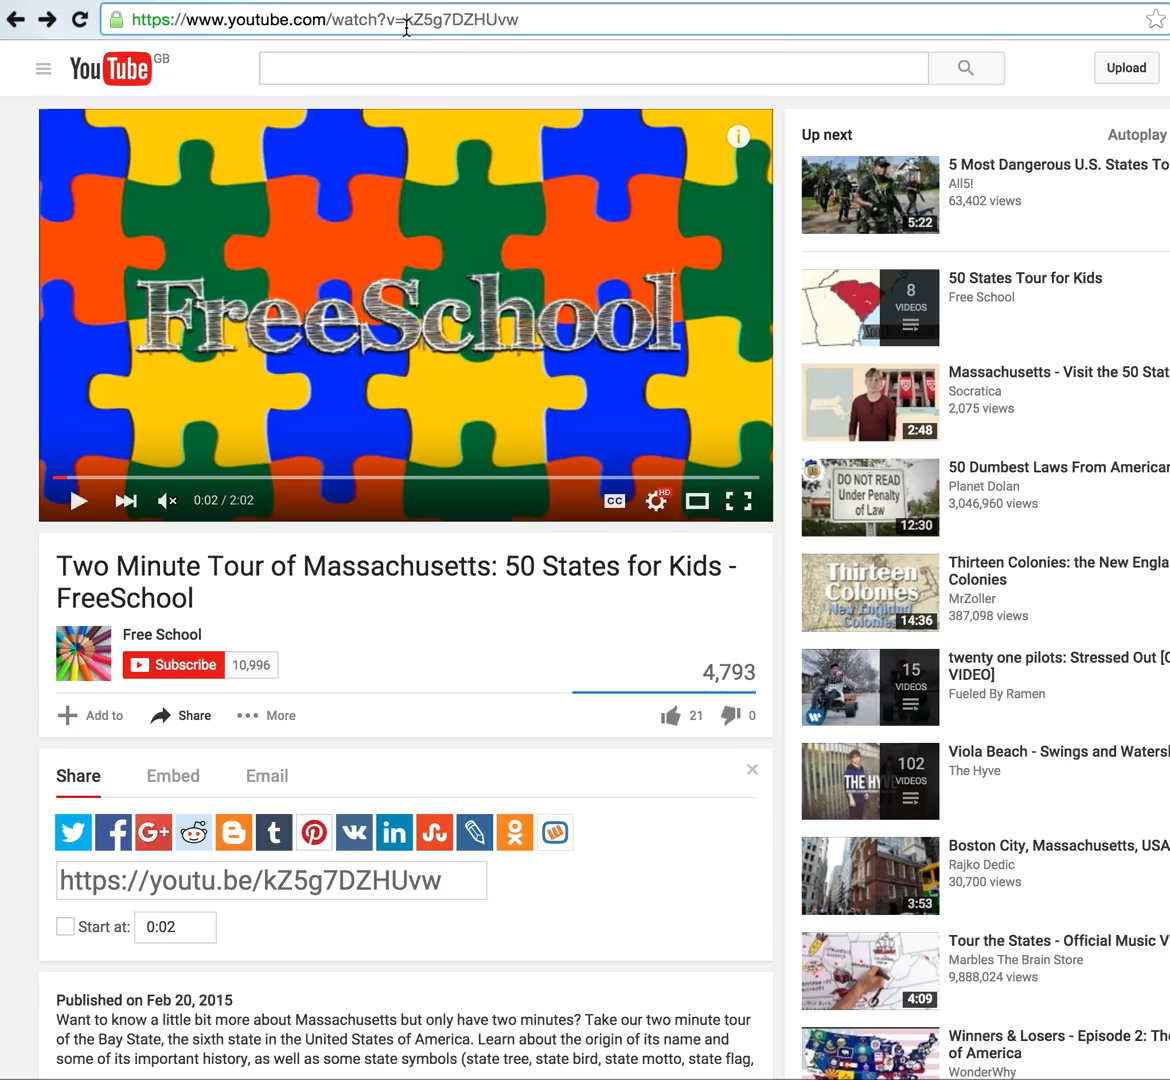 https://www.youtube.com/watch?v=kZ5g7DZHUvw
YouTube GB
Upload
FreeSchool
i
0:02 / 2:02
CC
HD
Two Minute Tour of Massachusetts: 50 States for Kids -
FreeSchool
Free School
Subscribe 10,996
4,793
Add to
Share
More
21
0
Share
Embed
Email
https://youtu.be/kZ5g7DZHUvw
Start at: 0:02
Published on Feb 20, 2015
Want to know a little bit more about Massachusetts but only have two minutes? Take our two minute tour
of the Bay State, the sixth state in the United States of America. Learn about the origin of its name and
some of its important history, as well as some state symbols (state tree, state bird, state motto, state flag,
Up next
Autoplay
5 Most Dangerous U.S. States To
All5!
63,402 views
5:22
50 States Tour for Kids
Free School
8
VIDEOS
Massachusetts - Visit the 50 Stat
Socratica
2,075 views
2:48
50 Dumbest Laws From American
Planet Dolan
3,046,960 views
DO NOT READ
Under Penalty
of Law
12:30
Thirteen Colonies: the New Engla
Colonies
MrZoller
387,098 views
Thirteen
Colonies
New England
Colonies
14:36
twenty one pilots: Stressed Out [O
VIDEO]
Fueled By Ramen
15
VIDEOS
Viola Beach - Swings and Watersl
The Hyve
THE HYVE
102
VIDEOS
Boston City, Massachusetts, USA
Rajko Dedic
30,700 views
3:53
Tour the States - Official Music V
Marbles The Brain Store
9,888,024 views
4:09
Winners & Losers - Episode 2: The
of America
WonderWhy